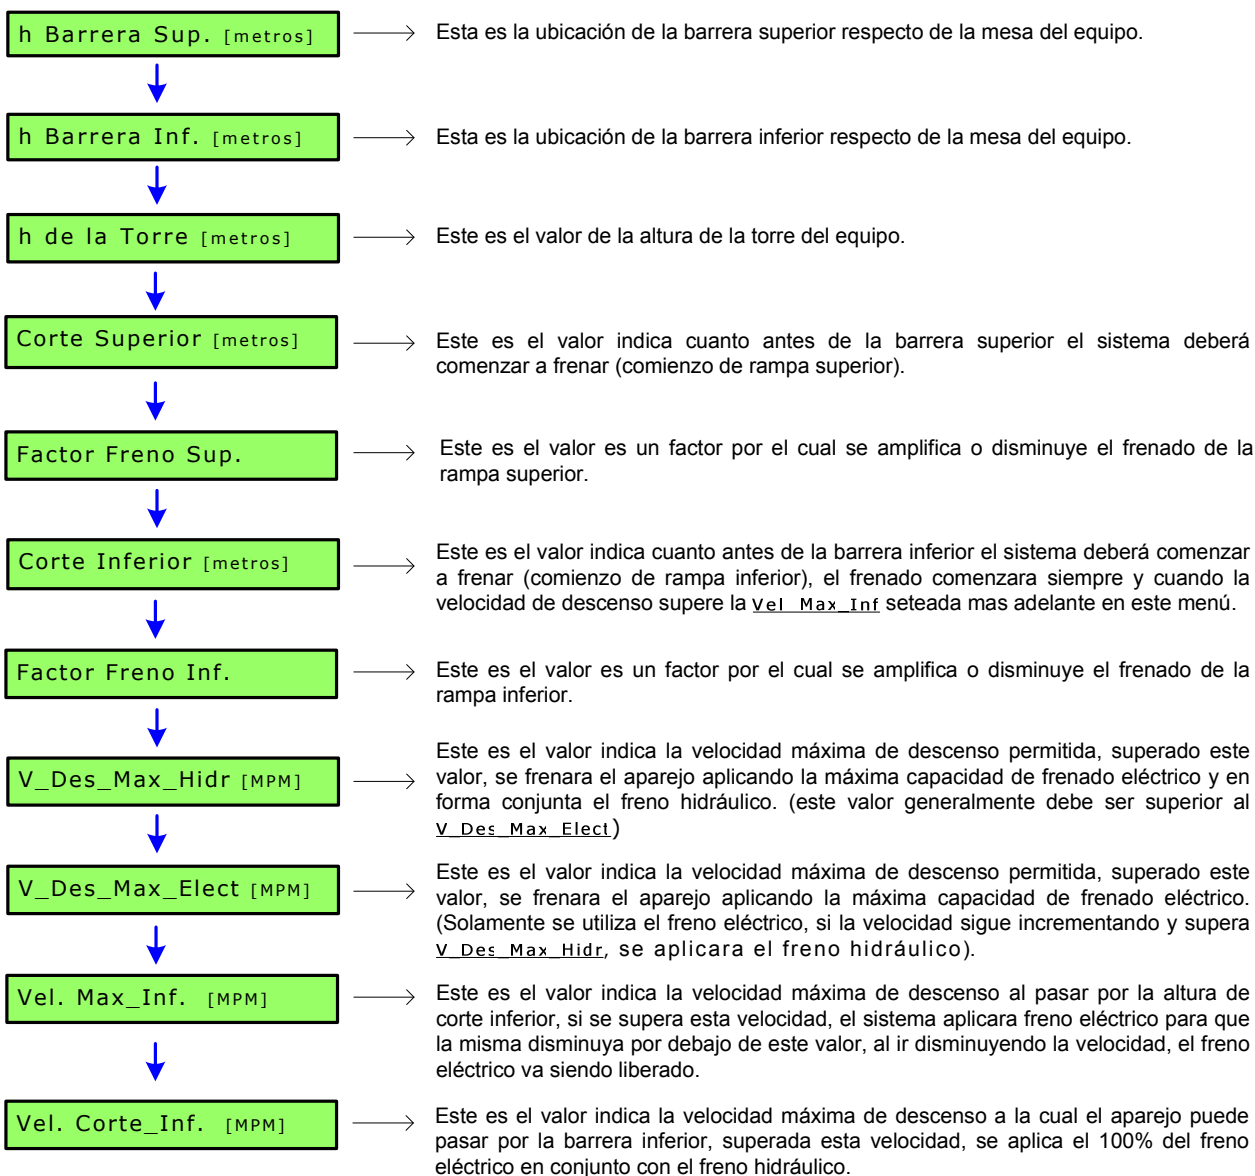 h Barrera Sup. [metros]
Esta es la ubicación de la barrera superior respecto de la mesa del equipo.
h Barrera Inf. [metros]
Esta es la ubicación de la barrera inferior respecto de la mesa del equipo.
h de la Torre [metros]
Este es el valor de la altura de la torre del equipo.
Corte Superior [metros]
Este es el valor indica cuanto antes de la barrera superior el sistema deberá
comenzar a frenar (comienzo de rampa superior).
Factor Freno Sup.
Este es el valor es un factor por el cual se amplifica o disminuye el frenado de la
rampa superior.
Corte Inferior [metros]
Este es el valor indica cuanto antes de la barrera inferior el sistema deberá comenzar
a frenar (comienzo de rampa inferior), el frenado comenzara siempre y cuando la
velocidad de descenso supere la Vel_Max_Inf seteada mas adelante en este menú.
Factor Freno Inf.
Este es el valor es un factor por el cual se amplifica o disminuye el frenado de la
rampa inferior.
V_Des_Max_Hidr [MPM]
Este es el valor indica la velocidad máxima de descenso permitida, superado este
valor, se frenara el aparejo aplicando la máxima capacidad de frenado eléctrico y en
forma conjunta el freno hidráulico. (este valor generalmente debe ser superior al
V_Des_Max_Elect)
V_Des_Max_Elect [MPM]
Este es el valor indica la velocidad máxima de descenso permitida, superado este
valor, se frenara el aparejo aplicando la máxima capacidad de frenado eléctrico.
(Solamente se utiliza el freno eléctrico, si la velocidad sigue incrementando y supera
V_Des_Max_Hidr, se aplicara el freno hidráulico).
Vel. Max_Inf. [MPM]
Este es el valor indica la velocidad máxima de descenso al pasar por la altura de
corte inferior, si se supera esta velocidad, el sistema aplicara freno eléctrico para que
la misma disminuya por debajo de este valor, al ir disminuyendo la velocidad, el freno
eléctrico va siendo liberado.
Vel. Corte_Inf. [MPM]
Este es el valor indica la velocidad máxima de descenso a la cual el aparejo puede
pasar por la barrera inferior, superada esta velocidad, se aplica el 100% del freno
eléctrico en conjunto con el freno hidráulico.